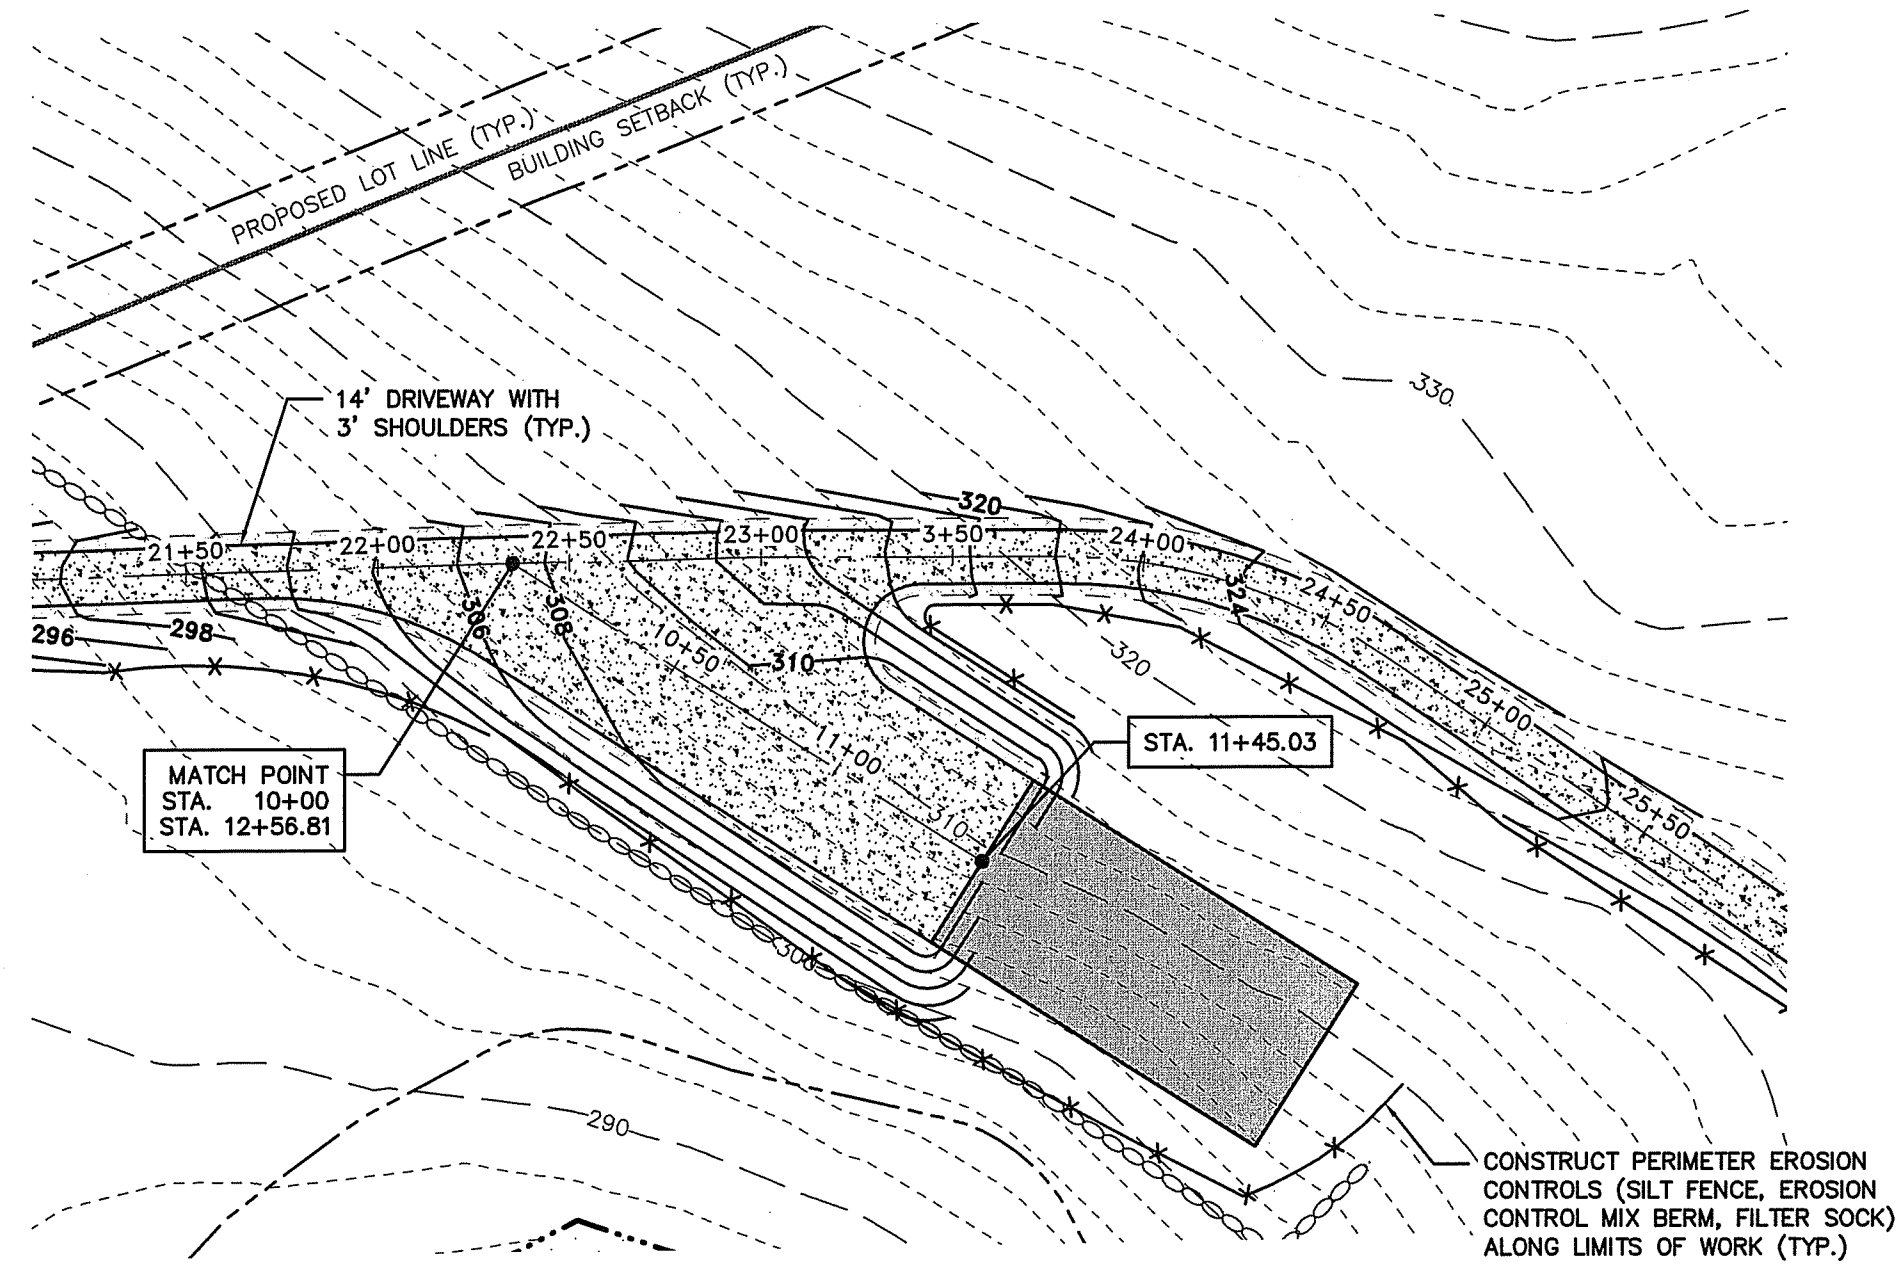 PROPOSED LOT LINE (TYP.)
BUILDING SETBACK (TYP.)
330
14' DRIVEWAY WITH
3' SHOULDERS (TYP.)
320
21+50
22+00
22+50
23+00
3+50
24+00
324
24+50
296
298
306
308
10+50
310
320
25+00
11+00
STA. 11+45.03
310
25+50
MATCH POINT
STA. 10+00
STA. 12+56.81
300
290
CONSTRUCT PERIMETER EROSION
CONTROLS (SILT FENCE, EROSION
CONTROL MIX BERM, FILTER SOCK)
ALONG LIMITS OF WORK (TYP.)